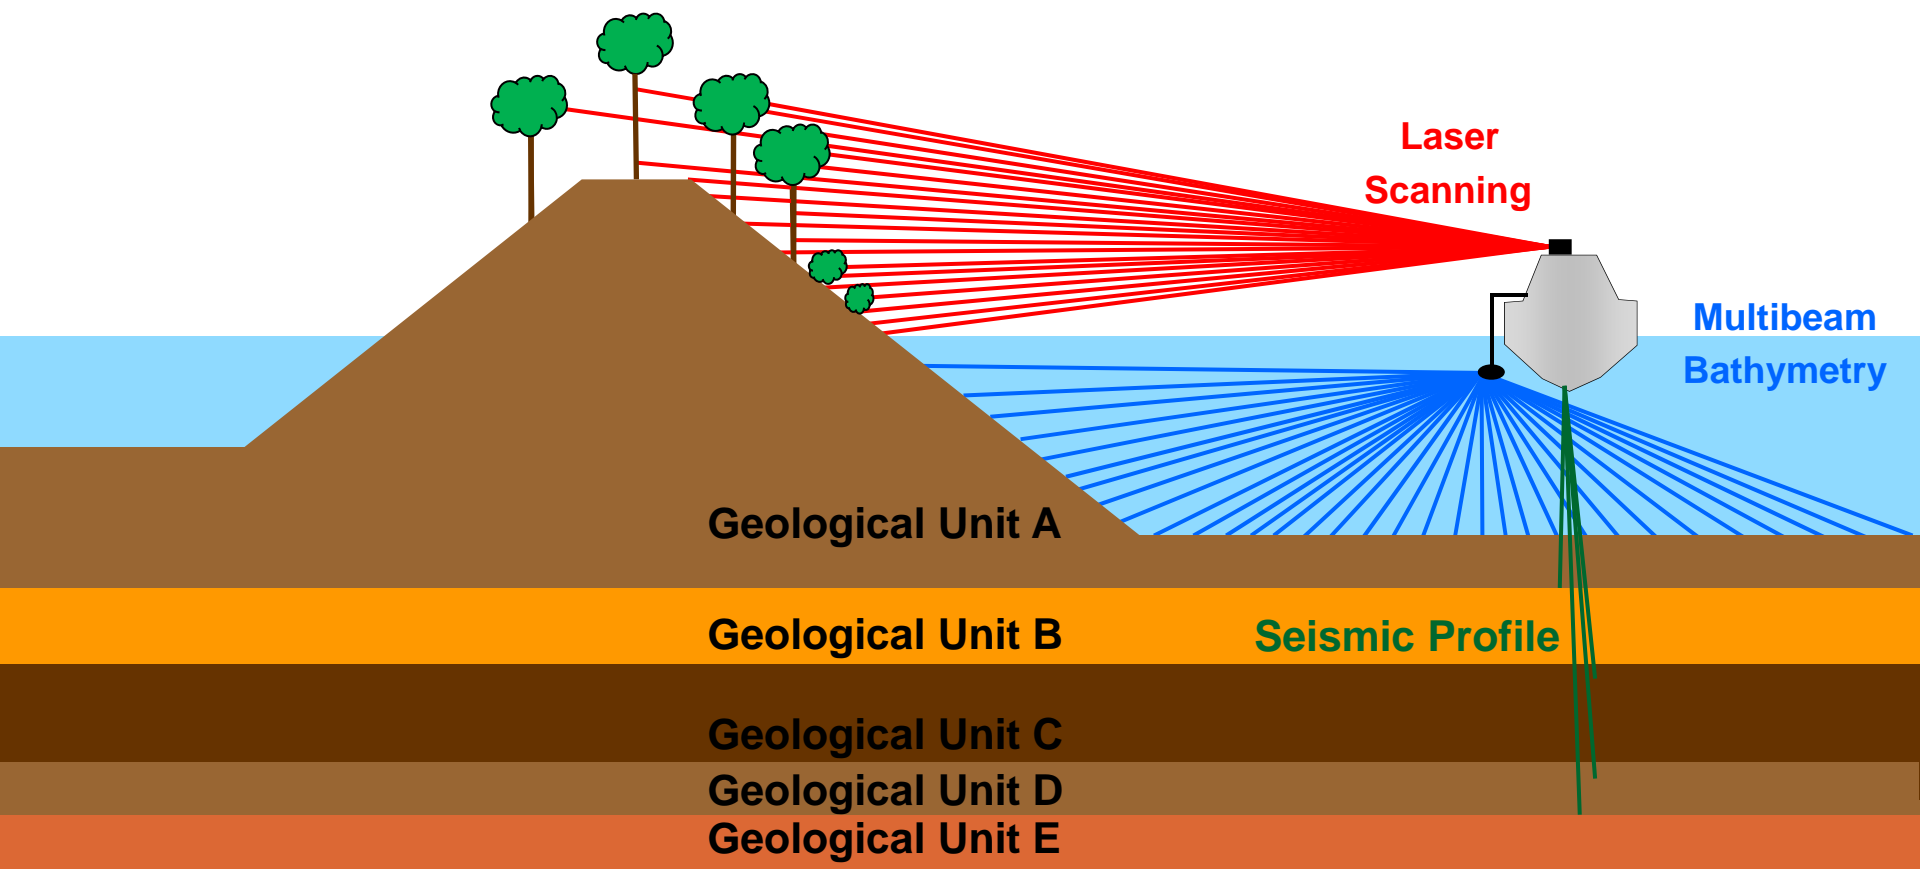 Laser
Scanning
Multibeam
Bathymetry
Geological Unit A
Geological Unit B
Seismic Profile
Geological Unit C
Geological Unit D
Geological Unit E